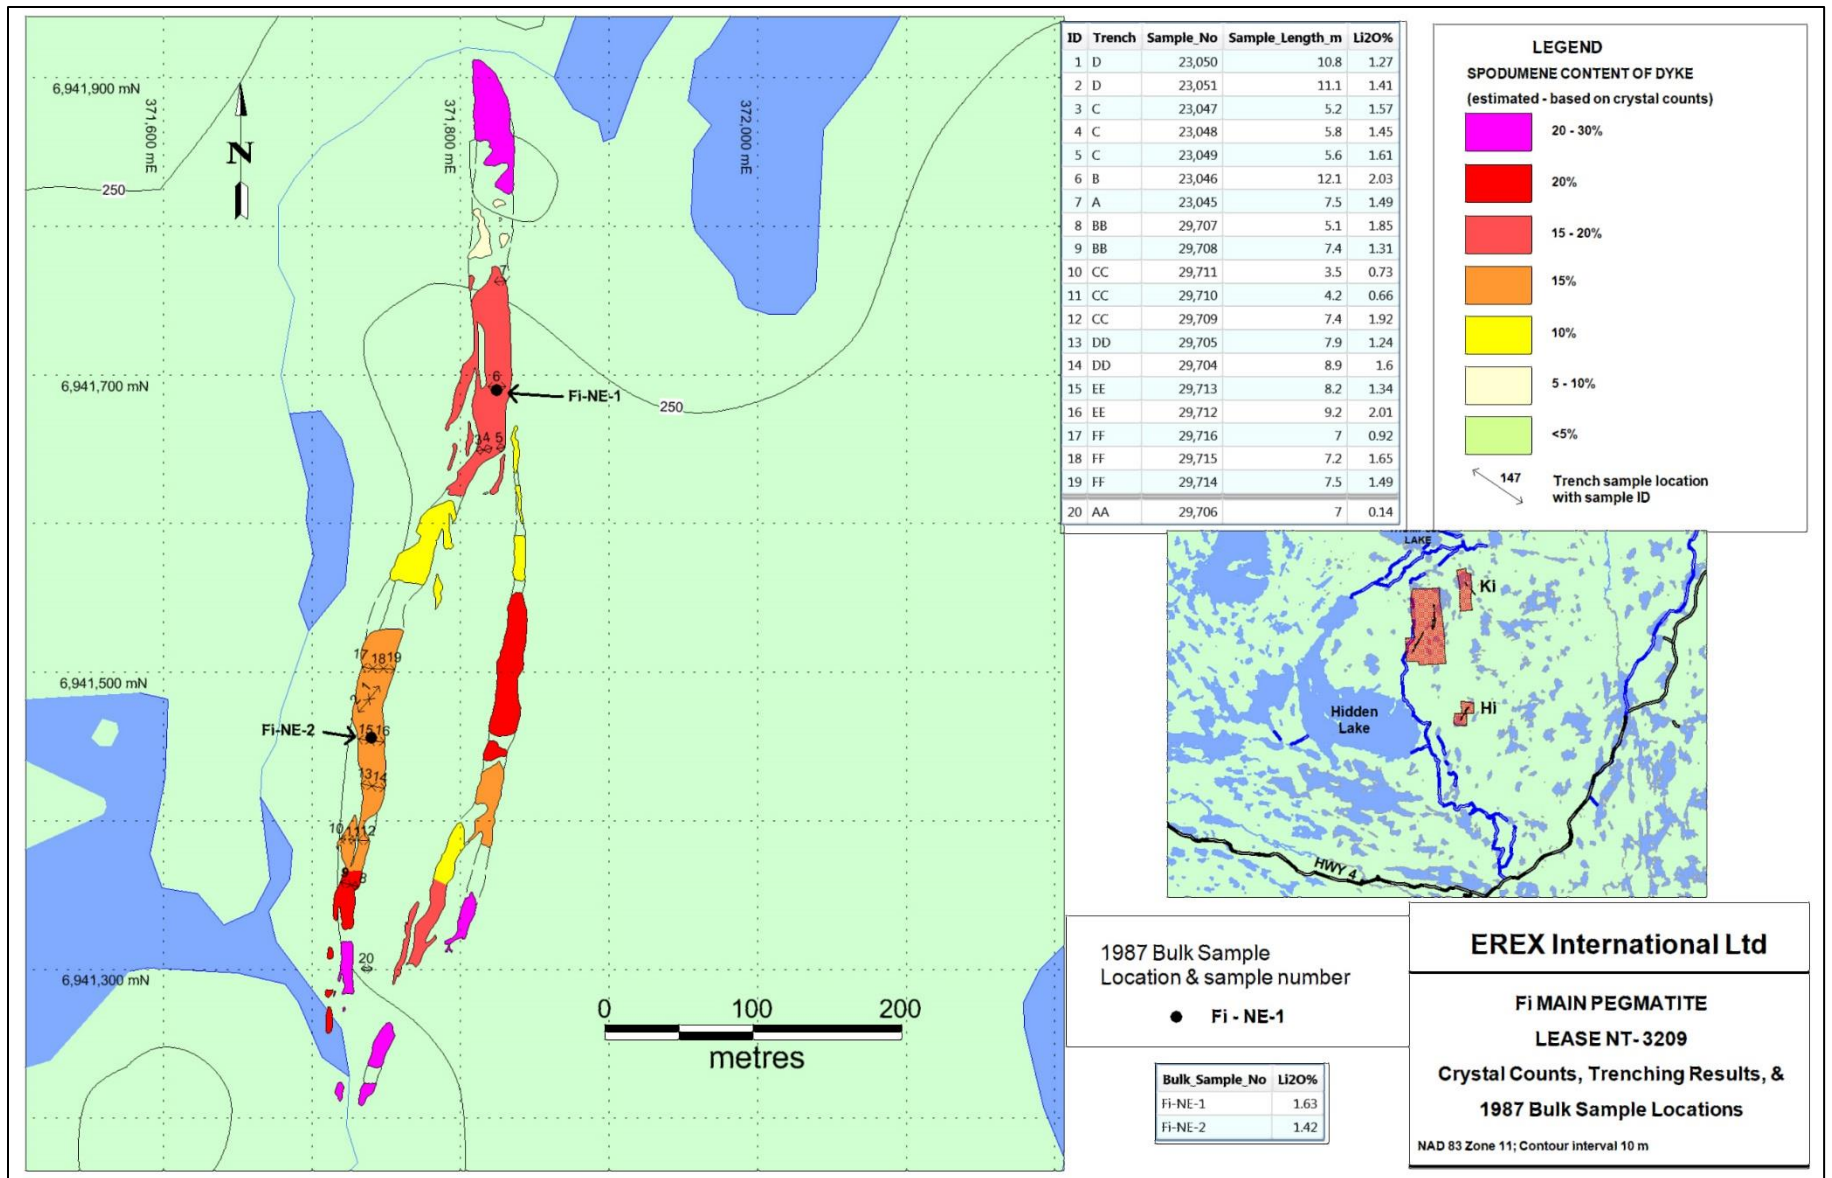 6,941,900 mN
371,600 mE
371,800 mE
372,000 mE
N
250
7
6
Fi-NE-1
6,941,700 mN
250
3 4 5
17 18 19
6,941,500 mN
1
2
Fi-NE-2
15 16
13 14
10 11 12
9 8
20
6,941,300 mN
0 100 200
metres
ID Trench Sample_No Sample_Length_m Li2O%
1 D 23,050 10.8 1.27
2 D 23,051 11.1 1.41
3 C 23,047 5.2 1.57
4 C 23,048 5.8 1.45
5 C 23,049 5.6 1.61
6 B 23,046 12.1 2.03
7 A 23,045 7.5 1.49
8 BB 29,707 5.1 1.85
9 BB 29,708 7.4 1.31
10 CC 29,711 3.5 0.73
11 CC 29,710 4.2 0.66
12 CC 29,709 7.4 1.92
13 DD 29,705 7.9 1.24
14 DD 29,704 8.9 1.6
15 EE 29,713 8.2 1.34
16 EE 29,712 9.2 2.01
17 FF 29,716 7 0.92
18 FF 29,715 7.2 1.65
19 FF 29,714 7.5 1.49
20 AA 29,706 7 0.14
LEGEND
SPODUMENE CONTENT OF DYKE
(estimated - based on crystal counts)
20 - 30%
20%
15 - 20%
15%
10%
5 - 10%
<5%
147
Trench sample location
with sample ID
LAKE
Ki
Hidden
Lake
Hi
HWY 4
1987 Bulk Sample
Location & sample number
Fi - NE-1
Bulk_Sample_No Li2O%
Fi-NE-1 1.63
Fi-NE-2 1.42
EREX International Ltd
Fi MAIN PEGMATITE
LEASE NT- 3209
Crystal Counts, Trenching Results, &
1987 Bulk Sample Locations
NAD 83 Zone 11; Contour interval 10 m